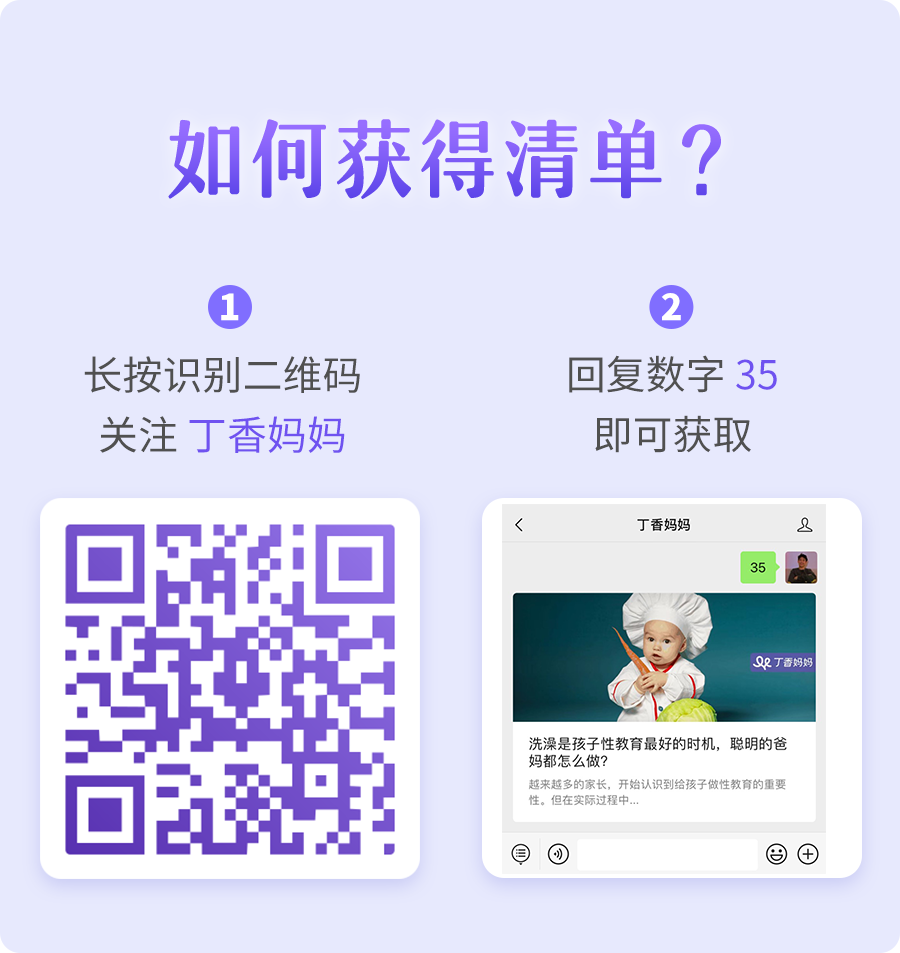 如何获得清单？
1
长按识别二维码
关注 丁香妈妈
2
回复数字 35
即可获取
丁香妈妈
35
丁香妈妈
洗澡是孩子性教育最好的时机，聪明的爸
妈都怎么做？
越来越多的家长，开始认识到给孩子做性教育的重要
性。但在实际过程中...